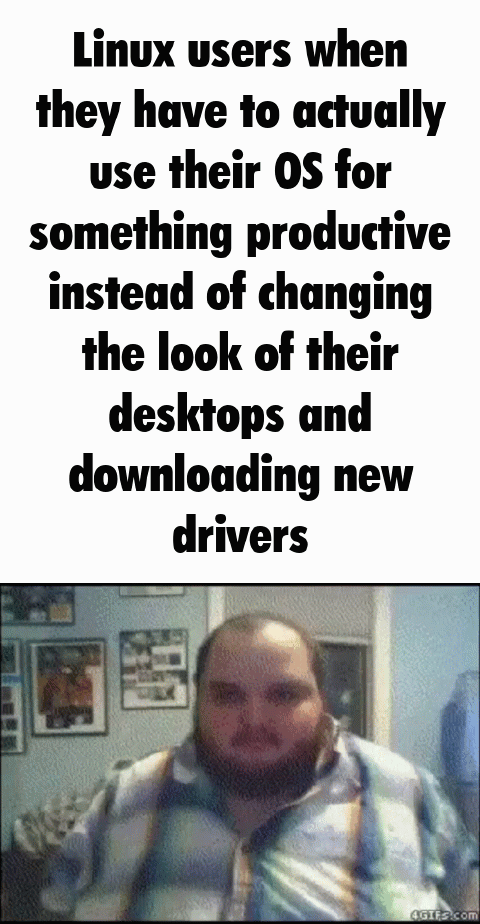 Linux users when
they have to actually
use their OS for
something productive
instead of changing
the look of their
desktops and
downloading new
drivers
4GIFs.com